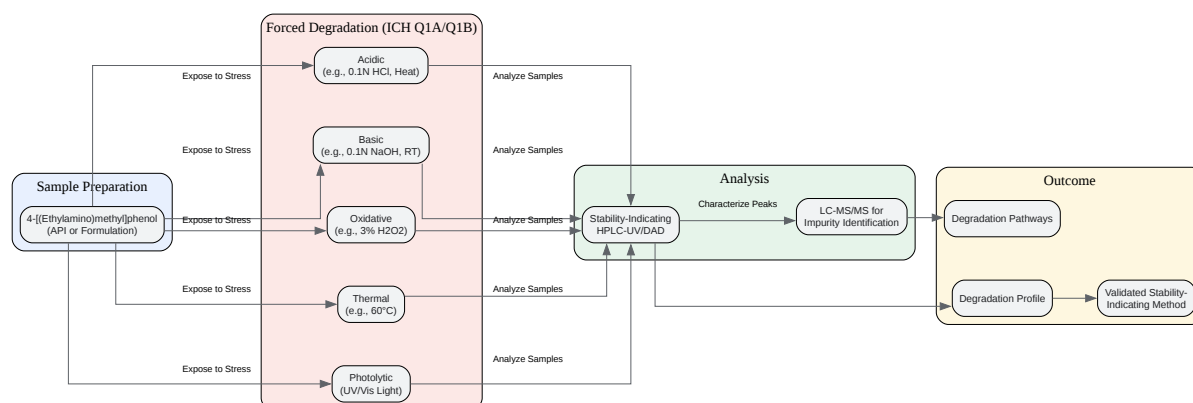 Forced Degradation (ICH Q1A/Q1B)
Acidic
(e.g., 0.1N HCl, Heat)
Expose to Stress
Analyze Samples
Basic
(e.g., 0.1N NaOH, RT)
Expose to Stress
Analyze Samples
Sample Preparation
4-[(Ethylamino)methyl]phenol
(API or Formulation)
Expose to Stress
Oxidative
(e.g., 3% H2O2)
Analyze Samples
Expose to Stress
Thermal
(e.g., 60°C)
Analyze Samples
Expose to Stress
Photolytic
(UV/Vis Light)
Analyze Samples
Analysis
Stability-Indicating
HPLC-UV/DAD
Characterize Peaks
LC-MS/MS for
Impurity Identification
Outcome
Degradation Pathways
Degradation Profile
Validated Stability-
Indicating Method